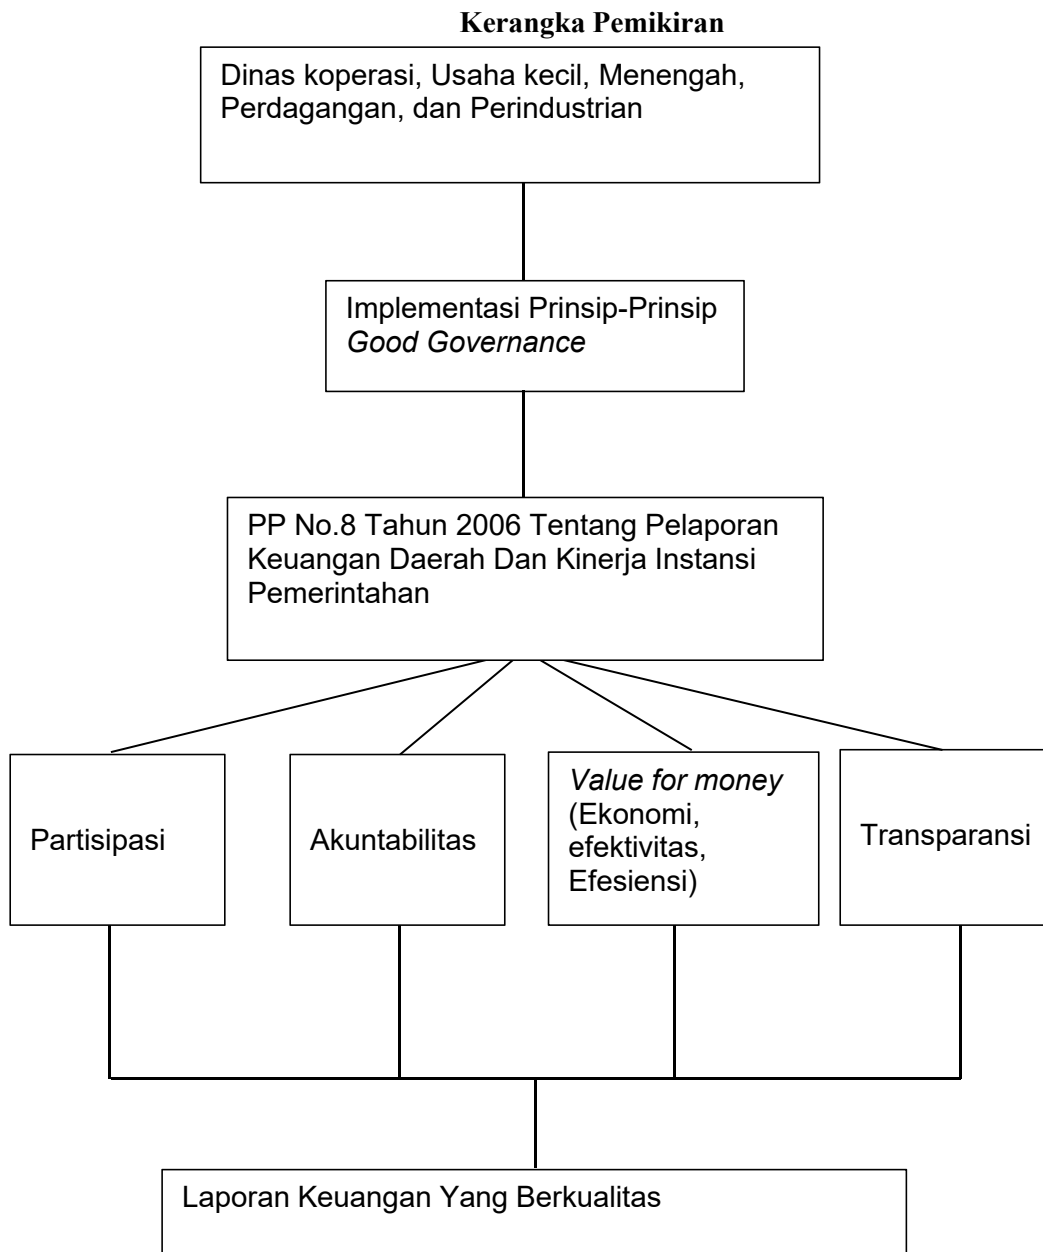 Kerangka Pemikiran
Dinas koperasi, Usaha kecil, Menengah,
Perdagangan, dan Perindustrian
Implementasi Prinsip-Prinsip
Good Governance
PP No.8 Tahun 2006 Tentang Pelaporan
Keuangan Daerah Dan Kinerja Instansi
Pemerintahan
Partisipasi
Akuntabilitas
Value for money
(Ekonomi,
efektivitas,
Efesiensi)
Transparansi
Laporan Keuangan Yang Berkualitas